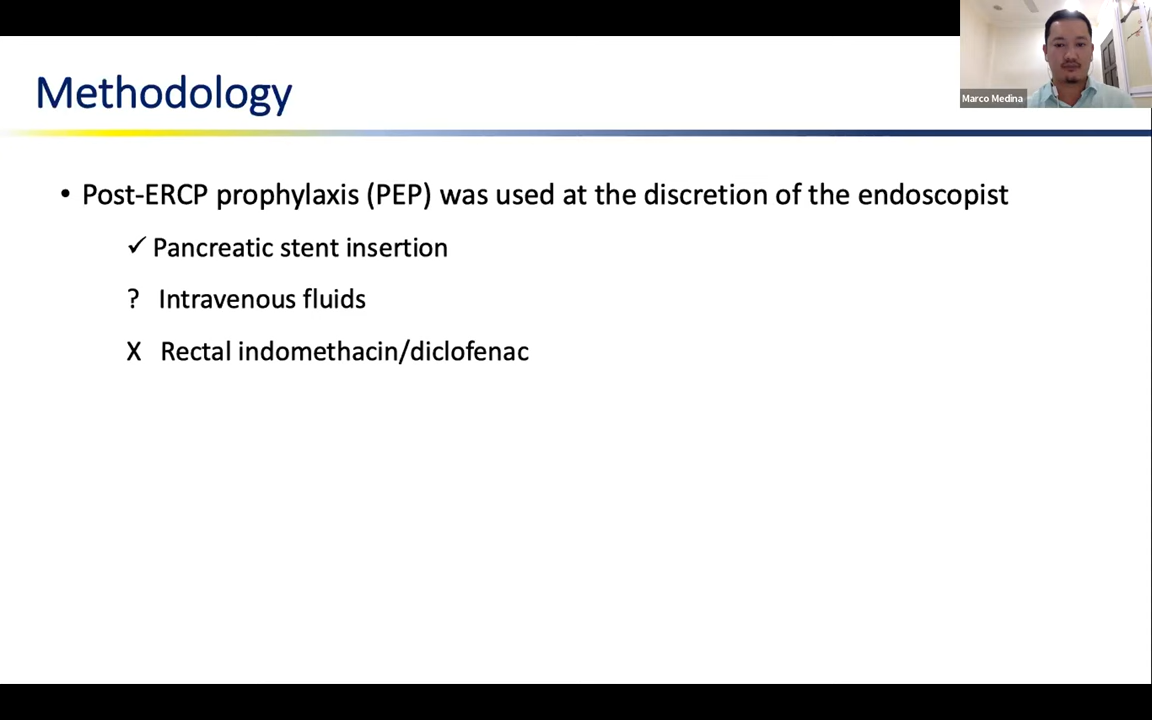 Methodology
Marco Medina
• Post-ERCP prophylaxis (PEP) was used at the discretion of the endoscopist
✓ Pancreatic stent insertion
? Intravenous fluids
X Rectal indomethacin/diclofenac